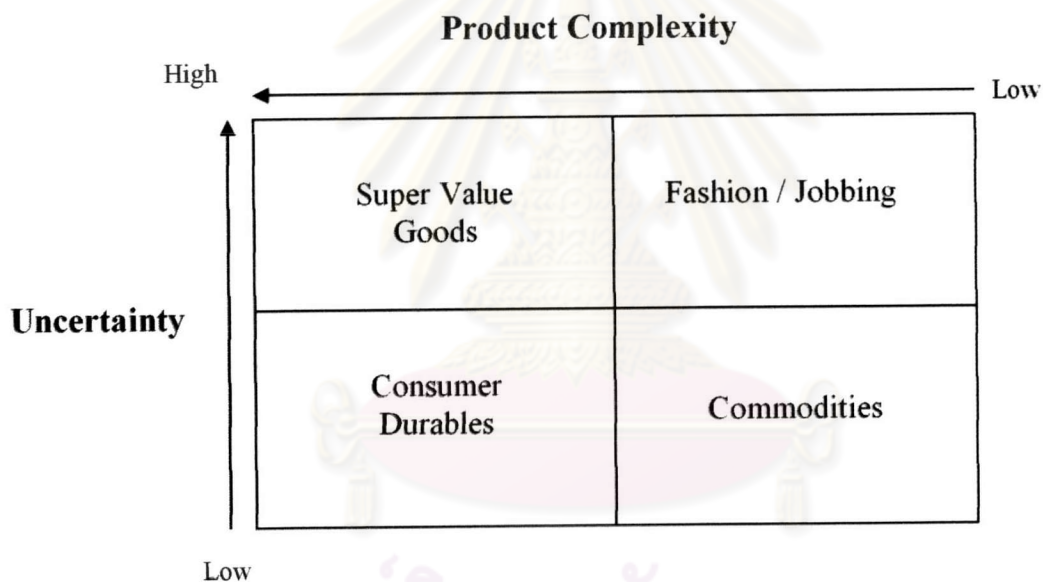 Product Complexity
High
Low
Super Value
Goods
Fashion / Jobbing
Uncertainty
Consumer
Durables
Commodities
Low